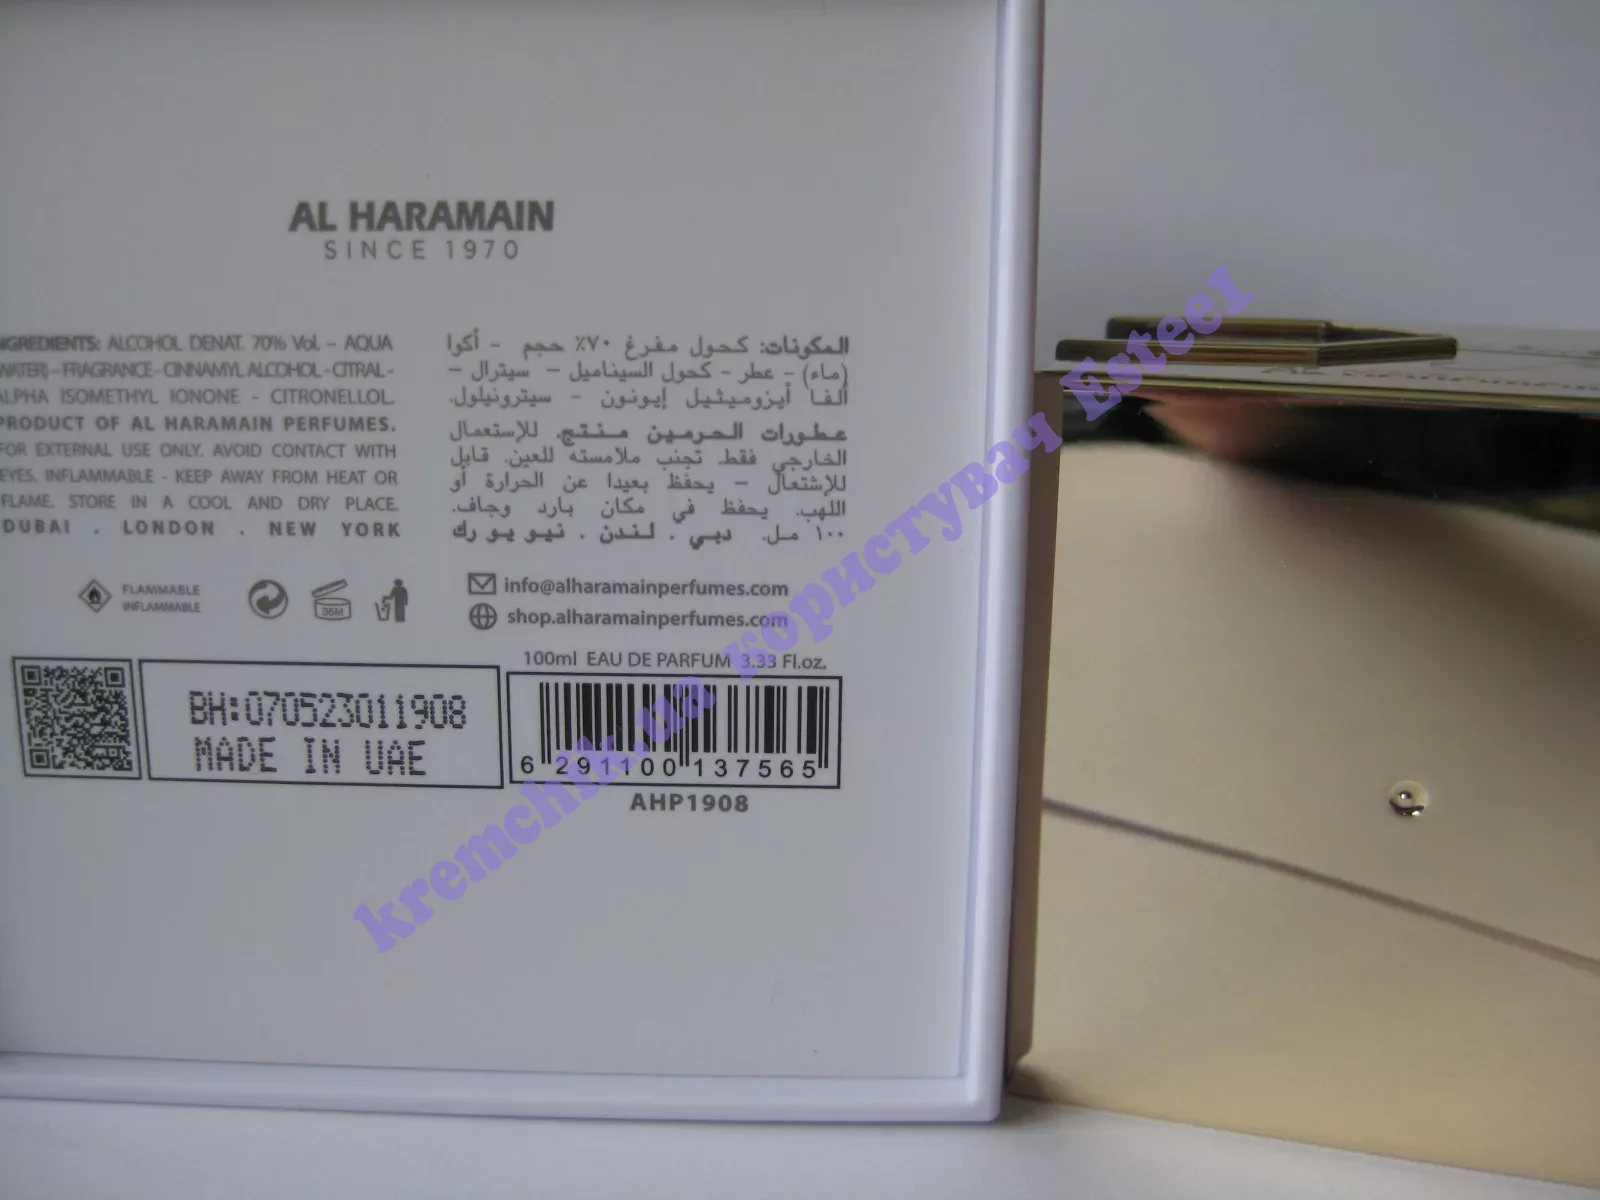 AL HARAMAIN
SINCE 1970
INGREDIENTS: ALCOHOL DENAT. 70% Vol. – AQUA
(WATER) – FRAGRANCE - CINNAMYL ALCOHOL - CITRAL -
ALPHA ISOMETHYL IONONE - CITRONELLOL.
PRODUCT OF AL HARAMAIN PERFUMES.
FOR EXTERNAL USE ONLY. AVOID CONTACT WITH
EYES. INFLAMMABLE - KEEP AWAY FROM HEAT OR
FLAME. STORE IN A COOL AND DRY PLACE.
DUBAI . LONDON . NEW YORK
المكونات: كحول مفرغ ٧٠٪ حجم - أكوا
(ماء) - عطر - كحول السيناميل – سيترال –
ألفا أيزوميثيل إيونون - سيترونيلول.
عطورات الحرمين منتج. للإستعمال
الخارجي فقط. تجنب ملامسته للعين. قابل
للإشتعال – يحفظ بعيدا عن الحرارة أو
اللهب. يحفظ في مكان بارد وجاف.
١٠٠ مل. دبي . لندن . نيو يورك
FLAMMABLE
INFLAMMABLE
36M
info@alharamainperfumes.com
shop.alharamainperfumes.com
100ml EAU DE PARFUM 3.33 Fl.oz.
BH:070523011908
MADE IN UAE
6 291100 137565
AHP1908
kremchik.ua користувач Estee1